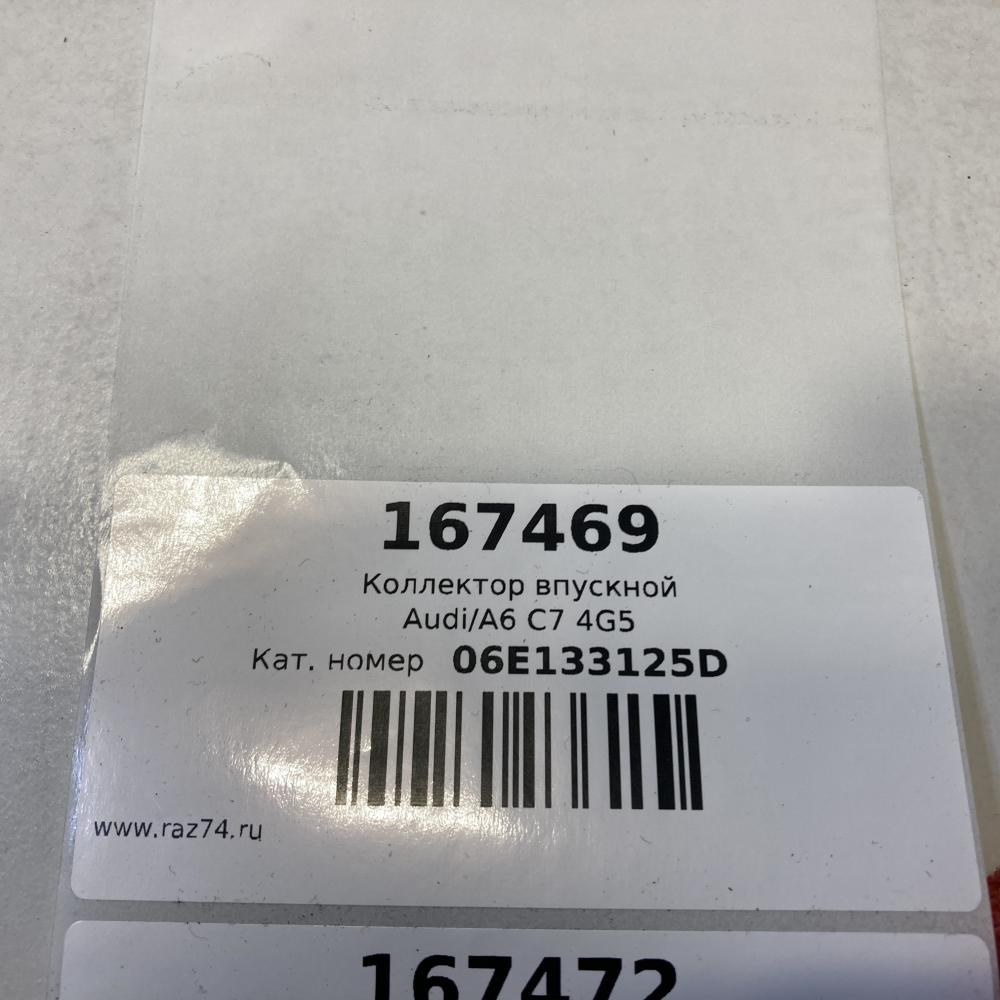 167469
Коллектор впускной
Audi/A6 C7 4G5
Кат. номер 06E133125D
www.raz74.ru
167472